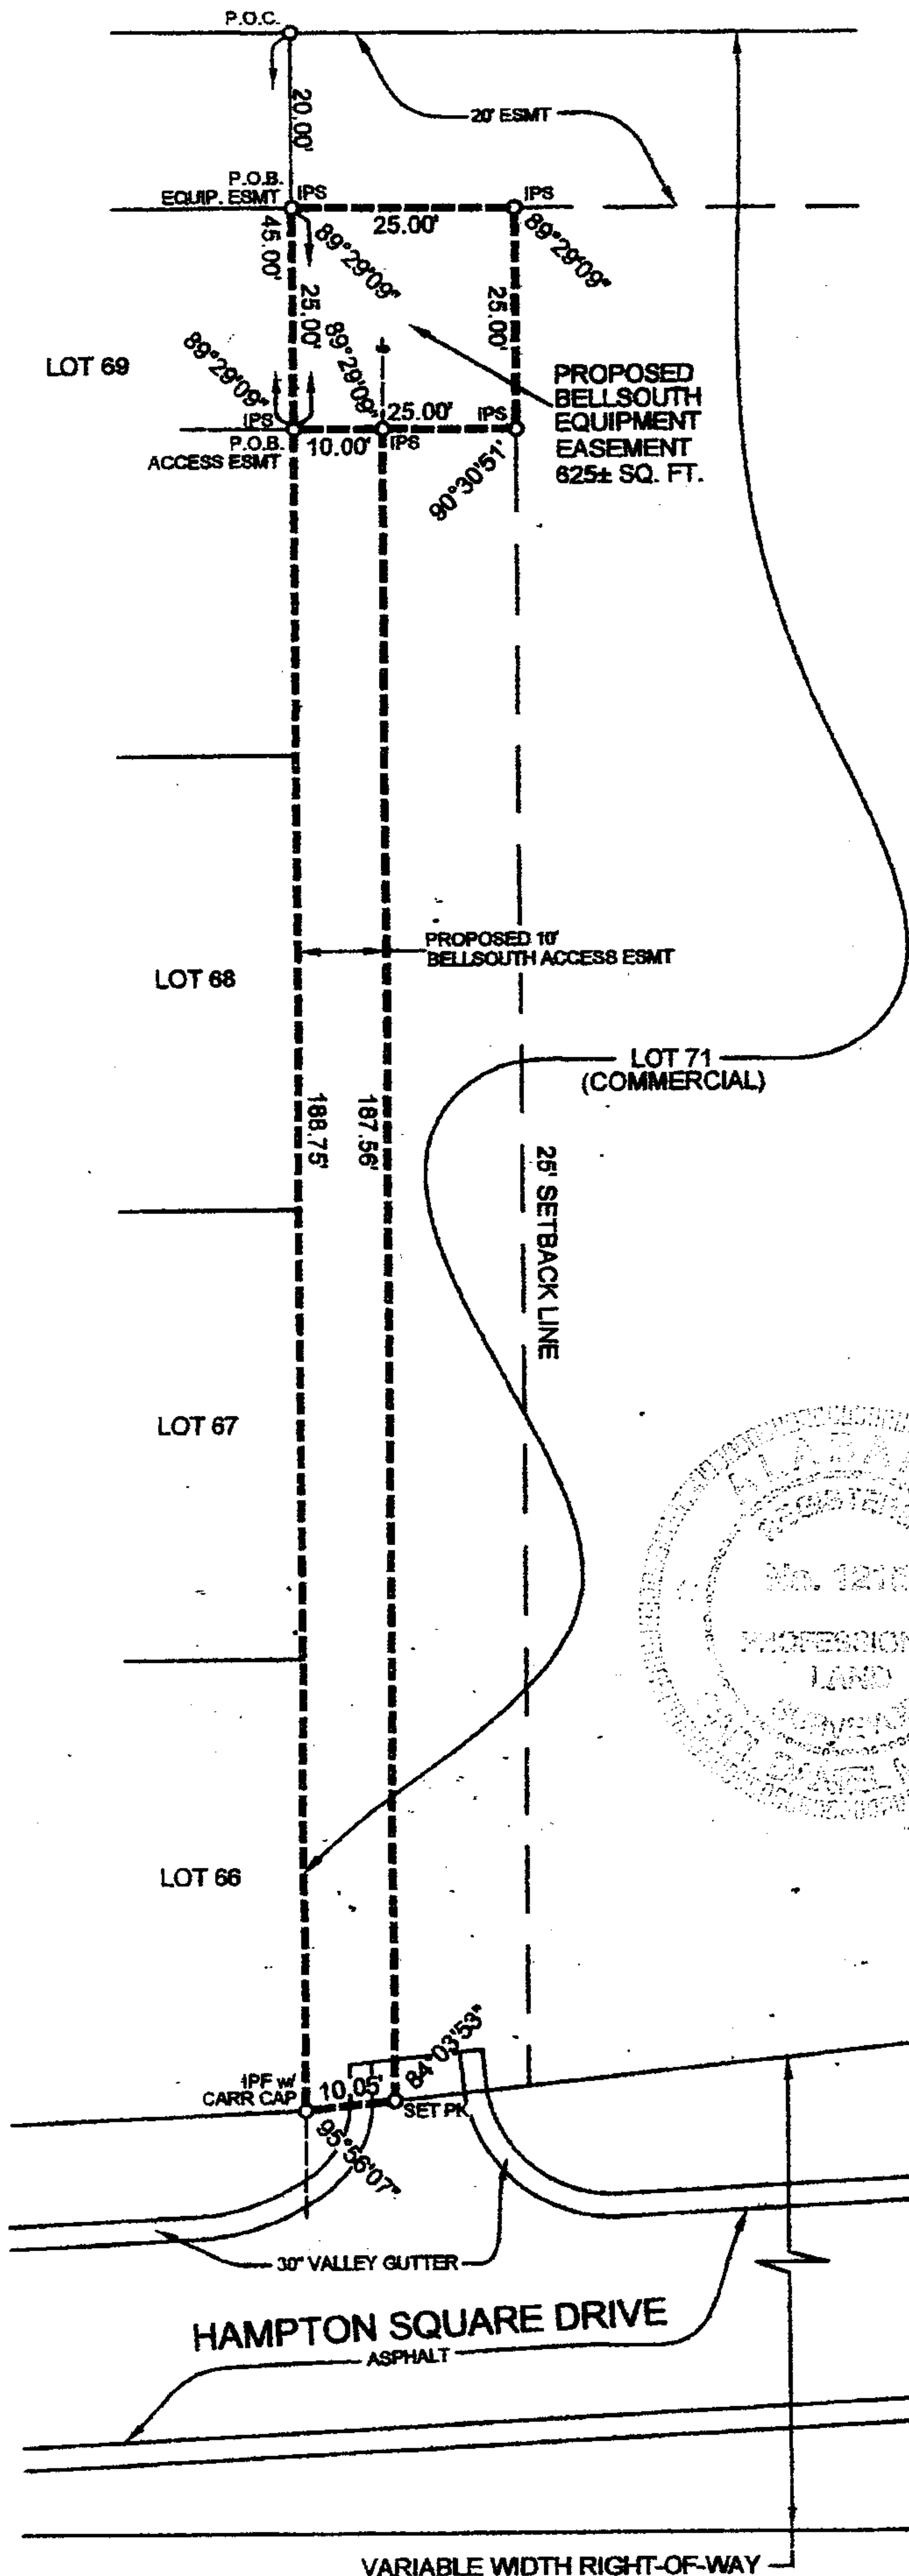 P.O.C.
20.00'
20' ESMT
P.O.B.
EQUIP. ESMT
IPS
IPS
25.00'
45.00'
89°29'09"
89°29'09"
25.00'
25.00'
LOT 69
89°29'09"
89°29'09"
PROPOSED
BELLSOUTH
EQUIPMENT
EASEMENT
625± SQ. FT.
IPS
P.O.B.
ACCESS ESMT
10.00'
25.00'
IPS
IPS
90°30'51"
PROPOSED 10'
BELLSOUTH ACCESS ESMT
LOT 68
LOT 71
(COMMERCIAL)
188.75'
187.56'
25' SETBACK LINE
LOT 67
ALABA
No.
PROFESSION
LAND
LOT 66
IPF w/
CARR CAP
10.05'
84°03'53"
SET PK
95°56'07"
30" VALLEY GUTTER
HAMPTON SQUARE DRIVE
ASPHALT
VARIABLE WIDTH RIGHT-OF-WAY